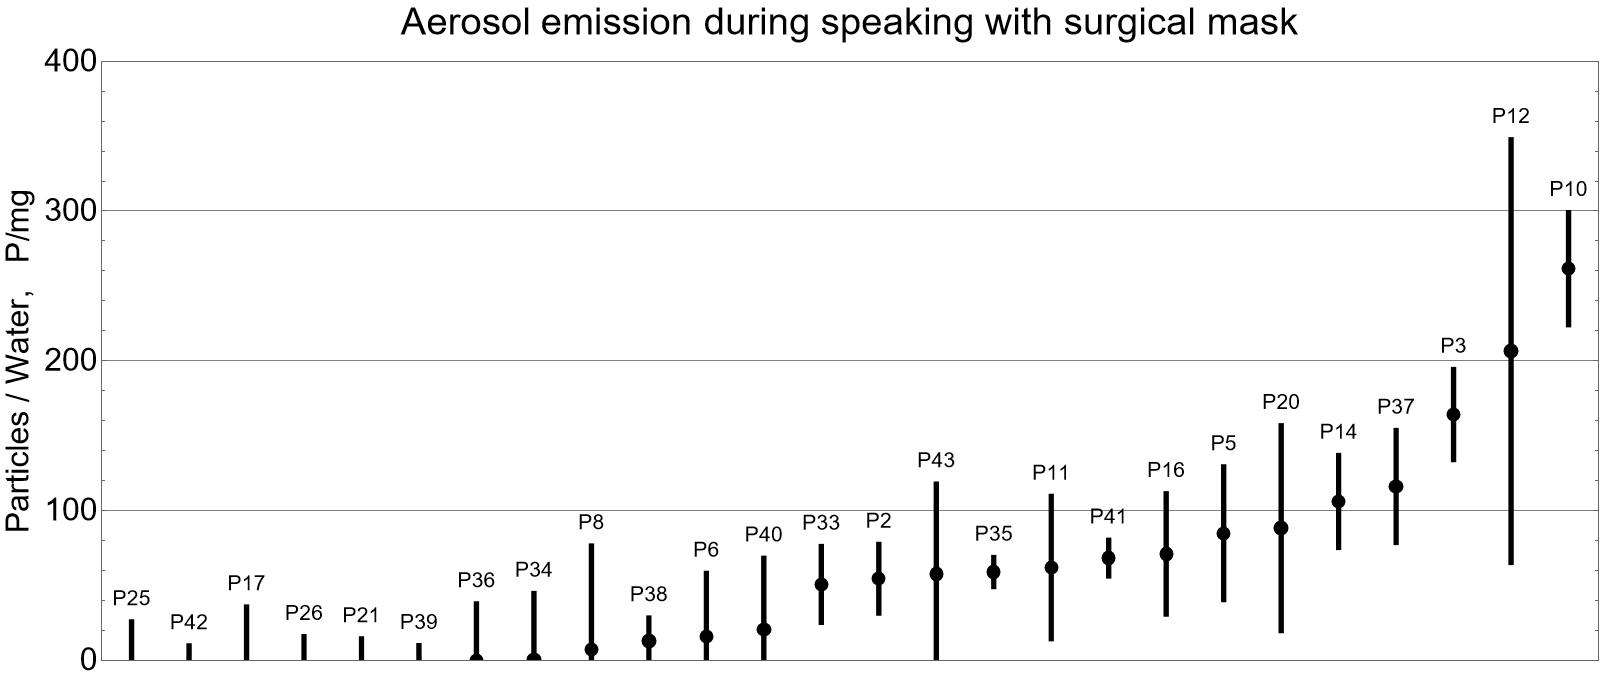 Aerosol emission during speaking with surgical mask
Particles / Water, P/mg
400
300
200
100
0
P25
P42
P17
P26
P21
P39
P36
P34
P8
P38
P6
P40
P33
P2
P43
P35
P11
P41
P16
P5
P20
P14
P37
P3
P12
P10